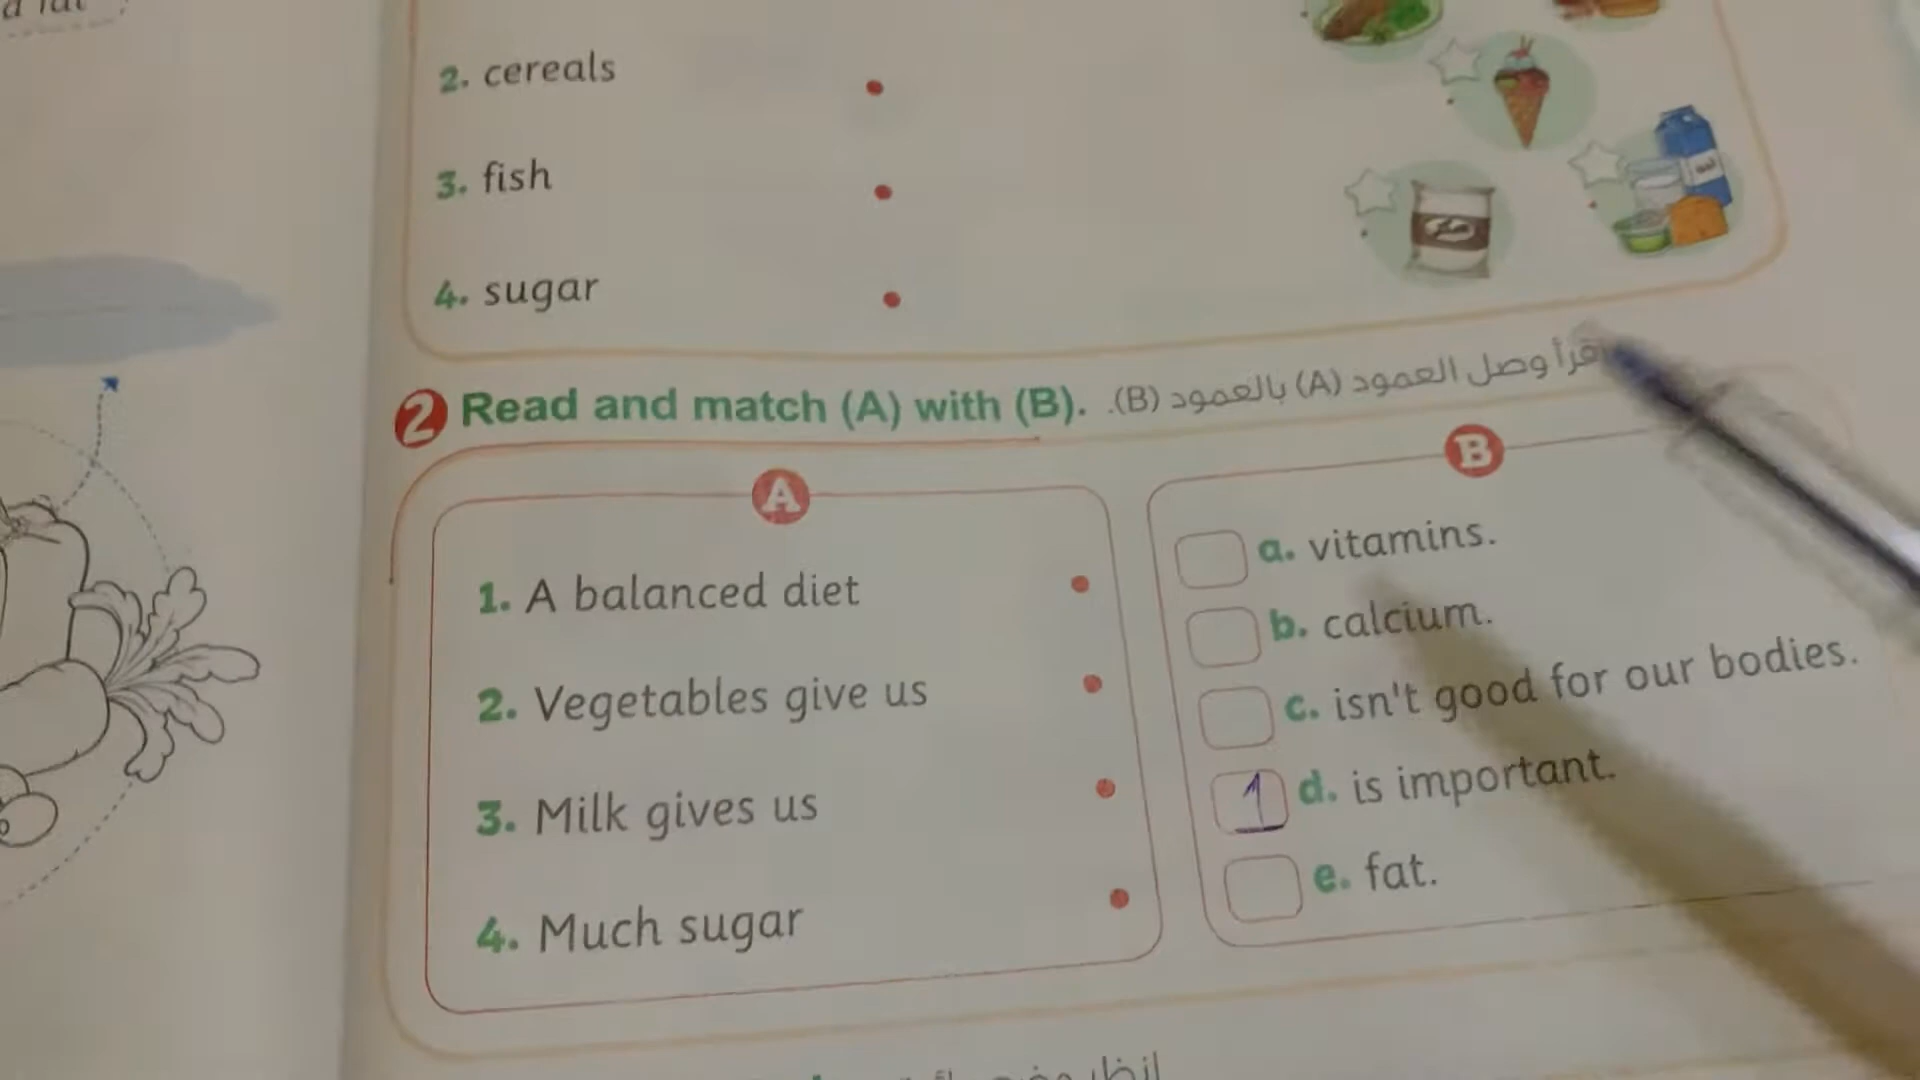 2. cereals
3. fish
4. sugar
2 Read and match (A) with (B). اقرأ وصل العمود (A) بالعمود (B).
A
1. A balanced diet
2. Vegetables give us
3. Milk gives us
4. Much sugar
B
a. vitamins.
b. calcium.
c. isn't good for our bodies.
1 d. is important.
e. fat.